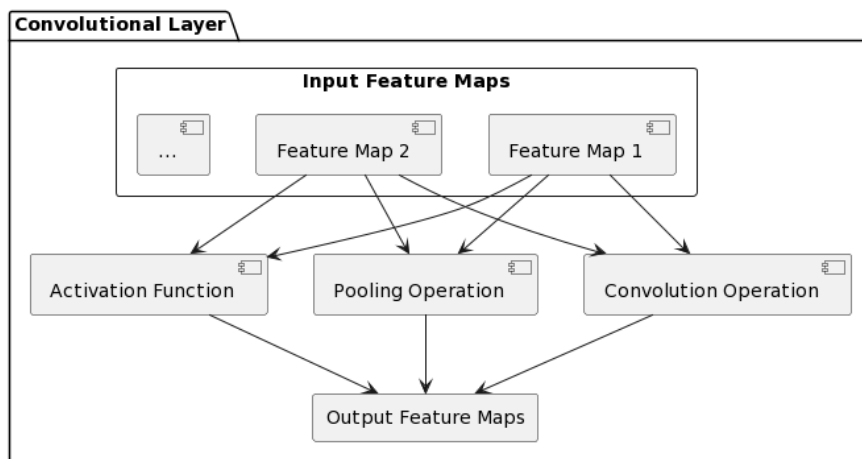 Convolutional Layer
Input Feature Maps
...
Feature Map 2
Feature Map 1
Activation Function
Pooling Operation
Convolution Operation
Output Feature Maps